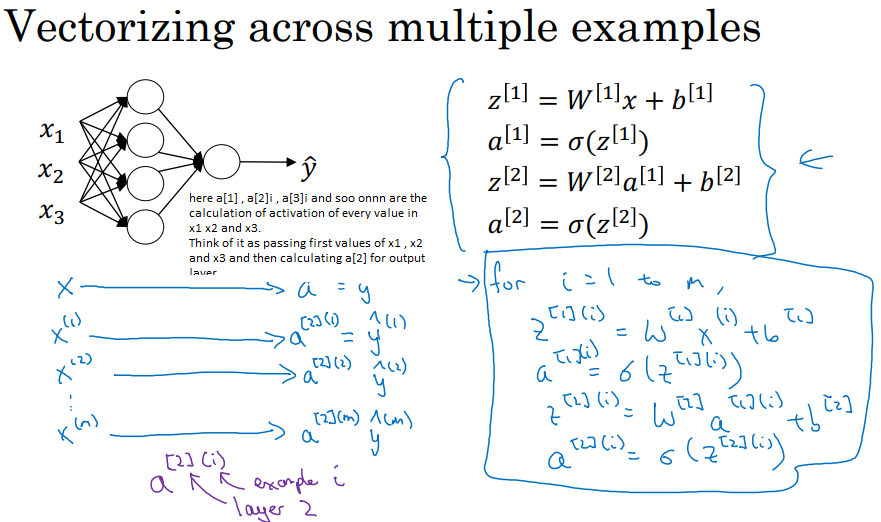 Vectorizing across multiple examples
x₁
x₂
x₃
ŷ
here a[1] , a[2]i , a[3]i and soo onnn are the
calculation of activation of every value in
x1 x2 and x3.
Think of it as passing first values of x1 , x2
and x3 and then calculating a[2] for output
layer
z^[1] = W^[1]x + b^[1]
a^[1] = σ(z^[1])
z^[2] = W^[2]a^[1] + b^[2]
a^[2] = σ(z^[2])
x → a = y
x^(1) → a^[2](1) = ŷ^(1)
x^(2) → a^[2](2) ŷ^(2)
⋮
x^(m) → a^[2](m) ŷ^(m)
a^[2](i)
example i
layer 2
for i = 1 to m,
z^[1](i) = W^[1] x^(i) + b^[1]
a^[1](i) = σ(z^[1](i))
z^[2](i) = W^[2] a^[1](i) + b^[2]
a^[2](i) = σ(z^[2](i))